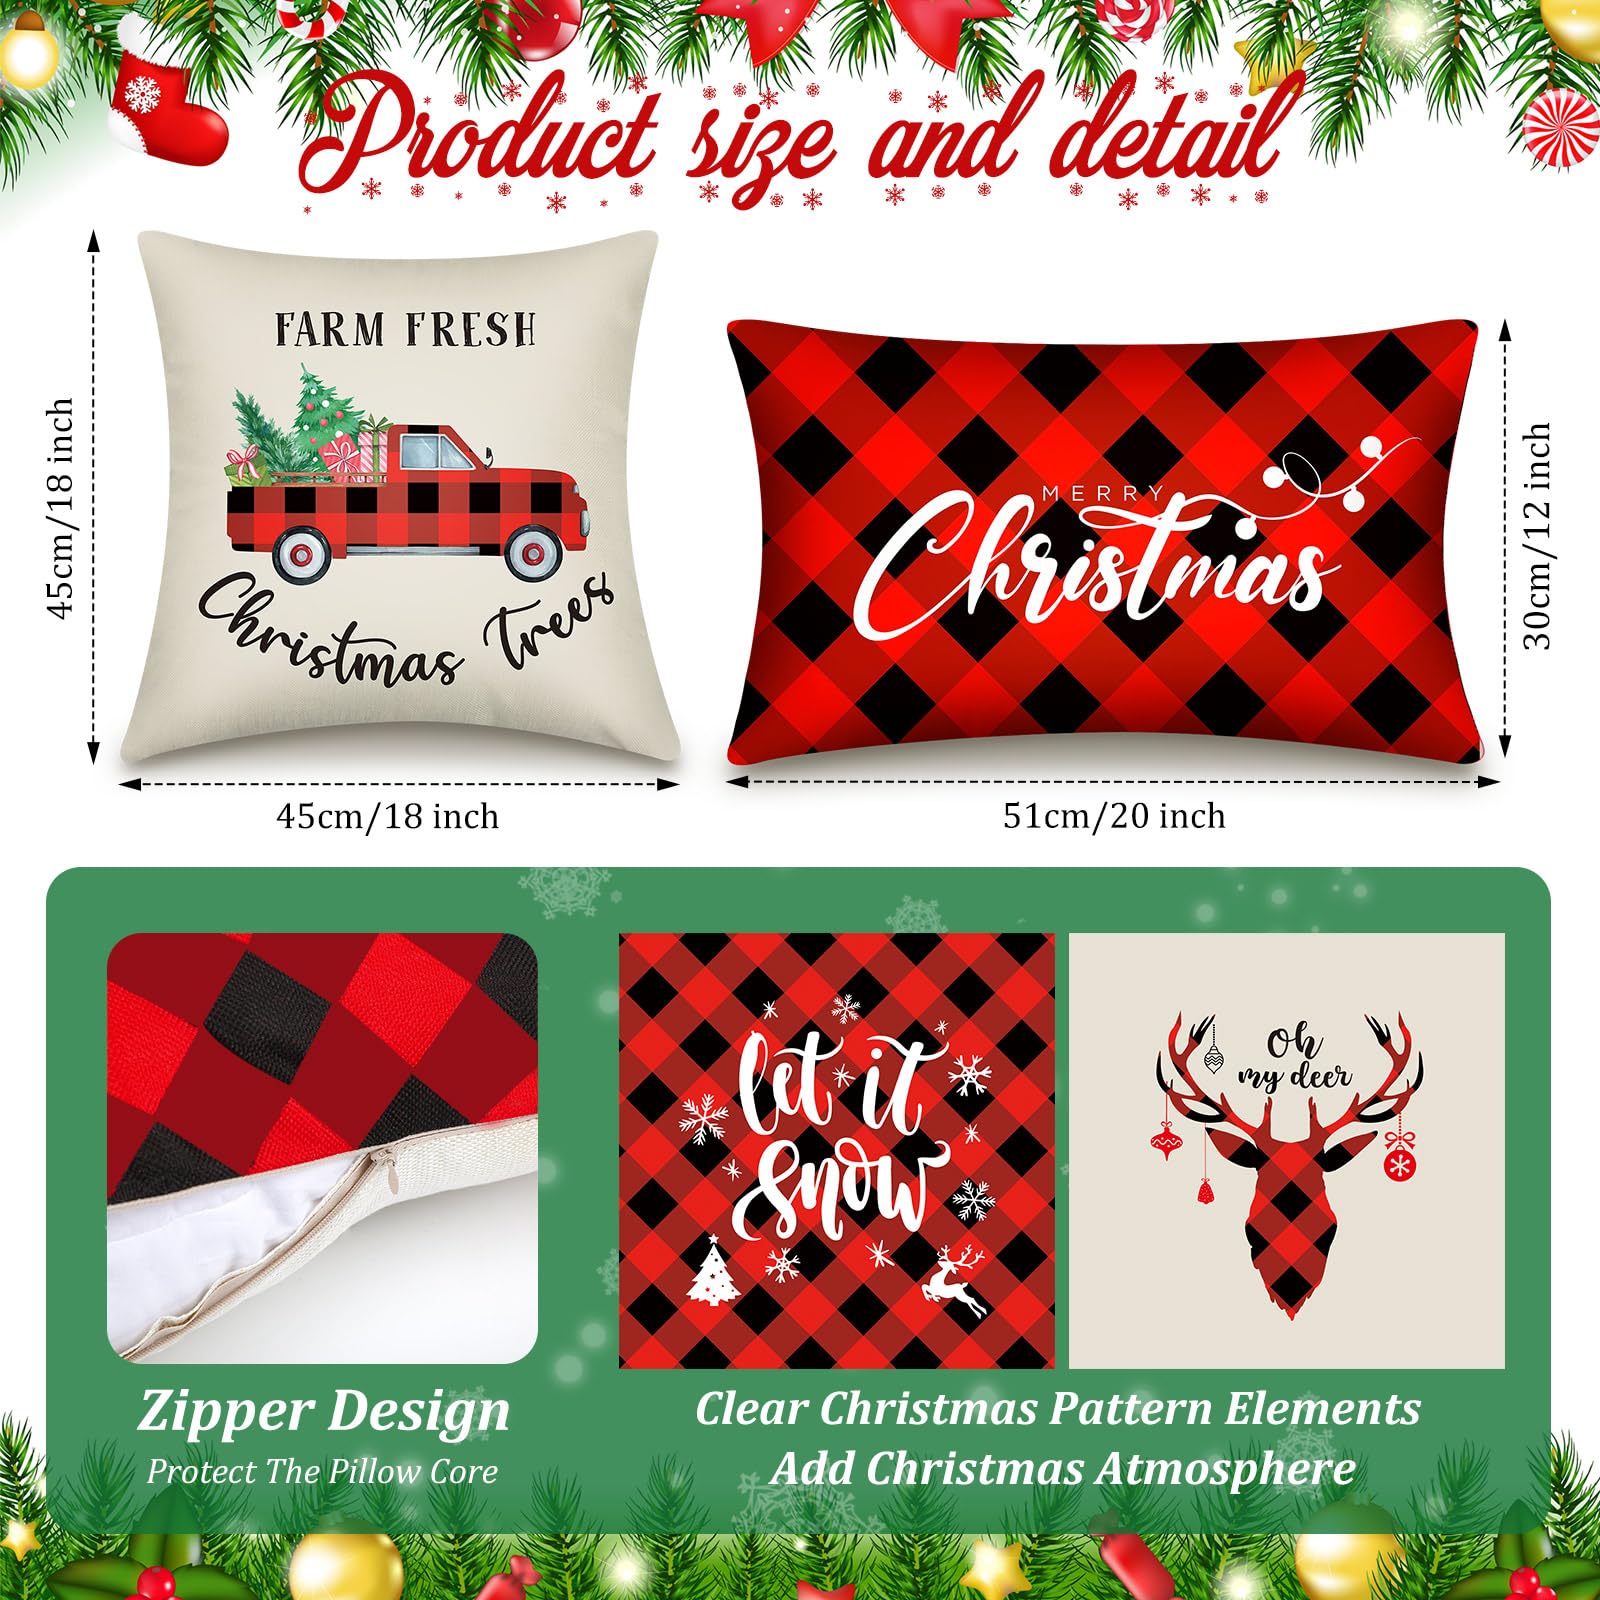 Product size and detail
FARM FRESH
Christmas Trees
45cm/18 inch
45cm/18 inch
MERRY
Christmas
30cm/12 inch
51cm/20 inch
let it
snow
Oh
my deer
Zipper Design
Protect The Pillow Core
Clear Christmas Pattern Elements
Add Christmas Atmosphere